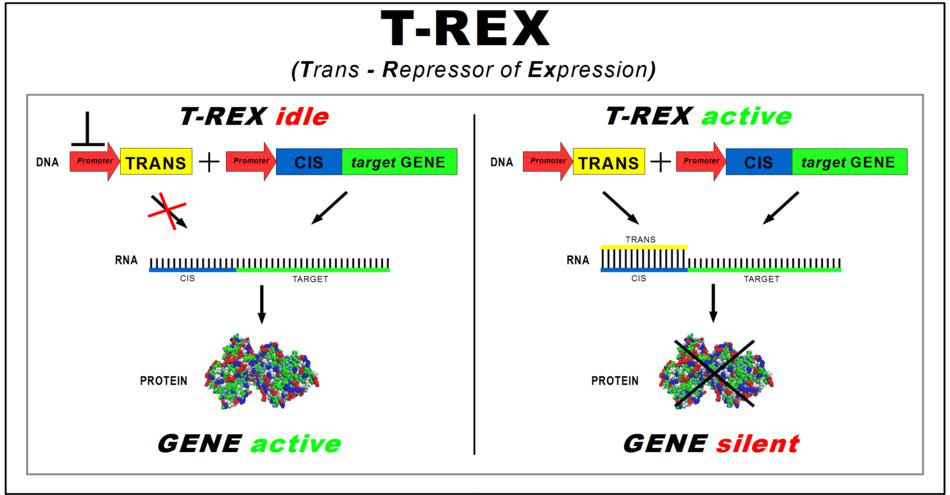 T-REX
(Trans - Repressor of Expression)
T-REX idle
DNA Promoter TRANS + Promoter CIS target GENE
RNA
CIS TARGET
PROTEIN
GENE active
T-REX active
DNA Promoter TRANS + Promoter CIS target GENE
TRANS
RNA
CIS TARGET
PROTEIN
GENE silent